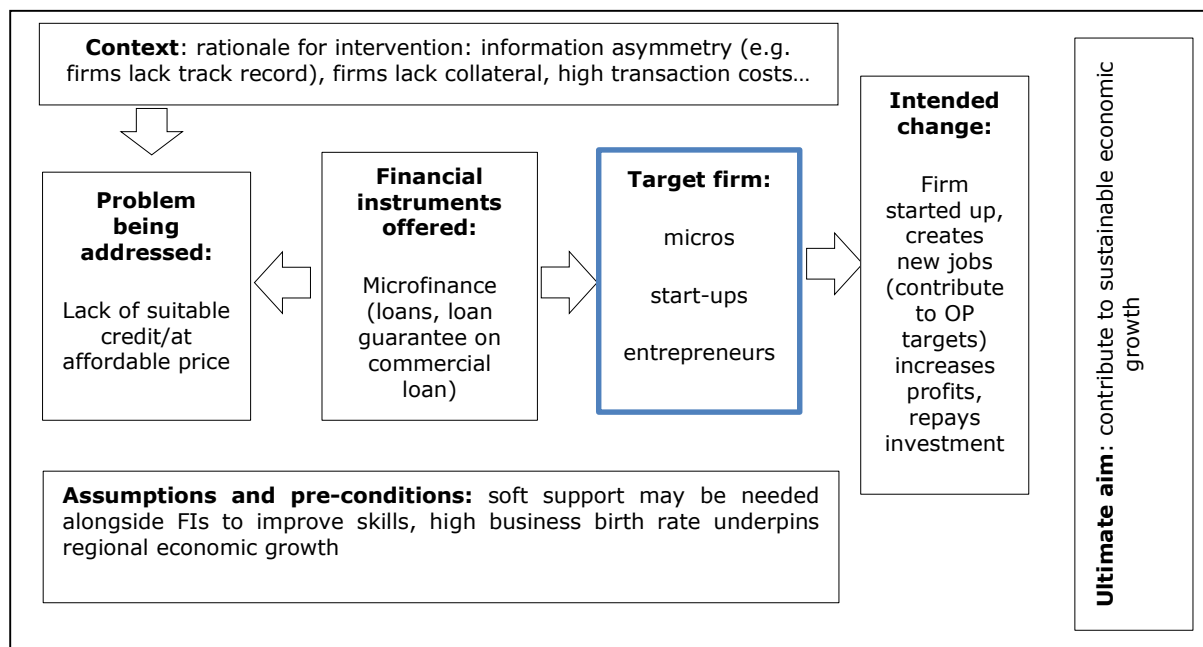 Context: rationale for intervention: information asymmetry (e.g.
firms lack track record), firms lack collateral, high transaction costs…
Problem
being
addressed:
Lack of suitable
credit/at
affordable price
Financial
instruments
offered:
Microfinance
(loans, loan
guarantee on
commercial
loan)
Target firm:
micros
start-ups
entrepreneurs
Intended
change:
Firm
started up,
creates
new jobs
(contribute
to OP
targets)
increases
profits,
repays
investment
Ultimate aim: contribute to sustainable economic
growth
Assumptions and pre-conditions: soft support may be needed
alongside FIs to improve skills, high business birth rate underpins
regional economic growth